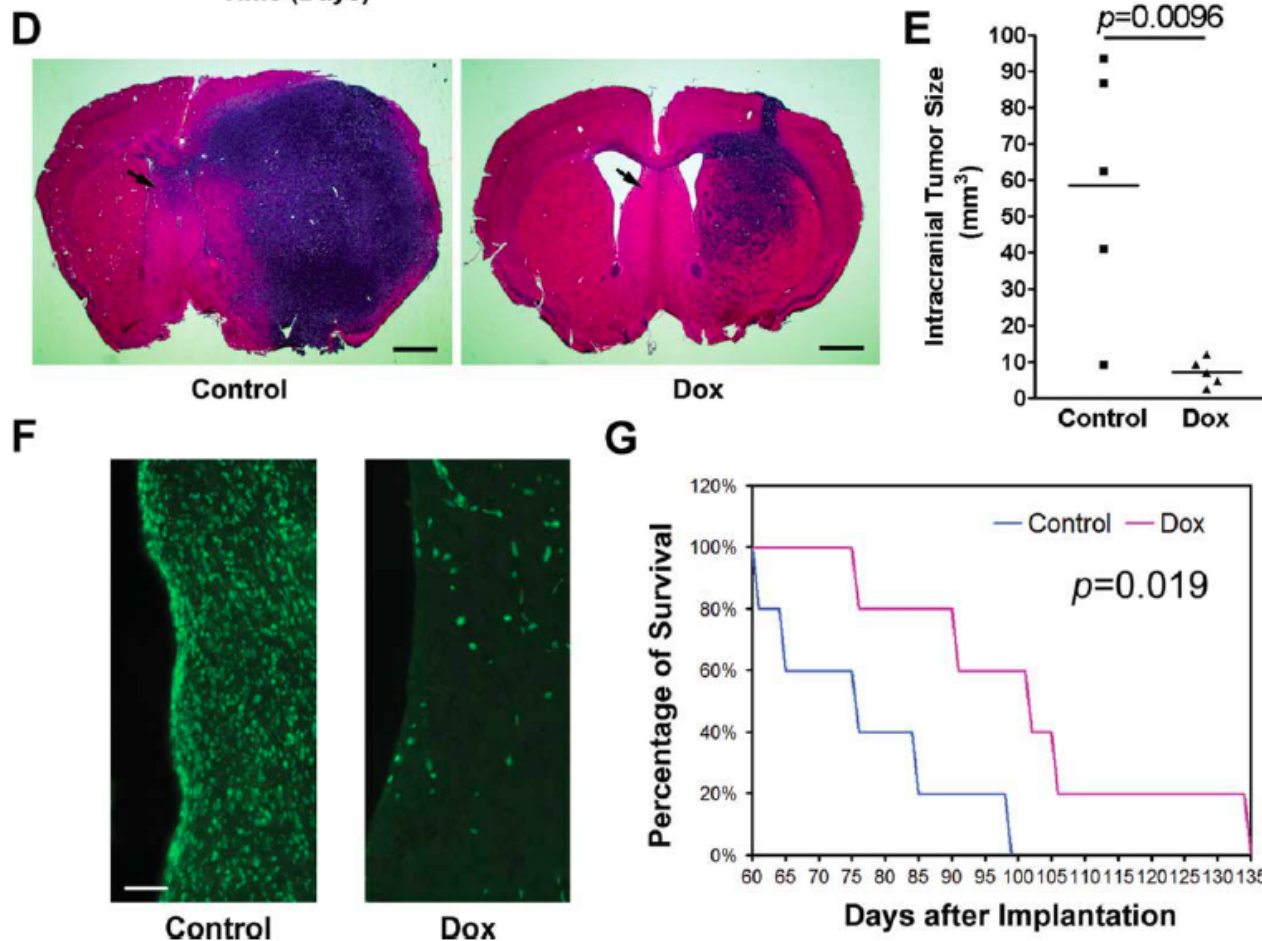 D
Control
Dox
E
p=0.0096
Intracranial Tumor Size
(mm³)
100
90
80
70
60
50
40
30
20
10
0
Control Dox
F
Control
Dox
G
Percentage of Survival
120%
100%
80%
60%
40%
20%
0%
Control Dox
p=0.019
60 65 70 75 80 85 90 95 100 105 110 115 120 125 130 135
Days after Implantation